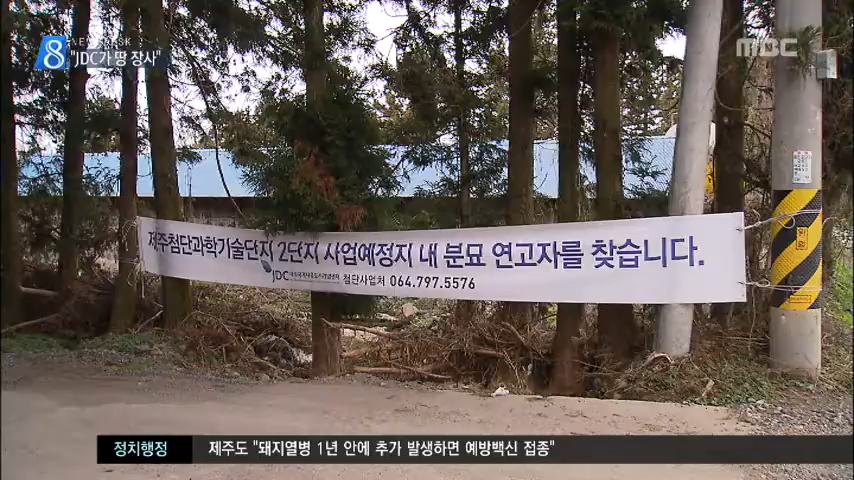 NEWS DESK
8 "JDC가 땅 장사"
MBC
제주첨단과학기술단지 2단지 사업예정지 내 분묘 연고자를 찾습니다.
JDC 첨단사업처 064.797.5576
정치행정 제주도 "돼지열병 1년 안에 추가 발생하면 예방백신 접종"